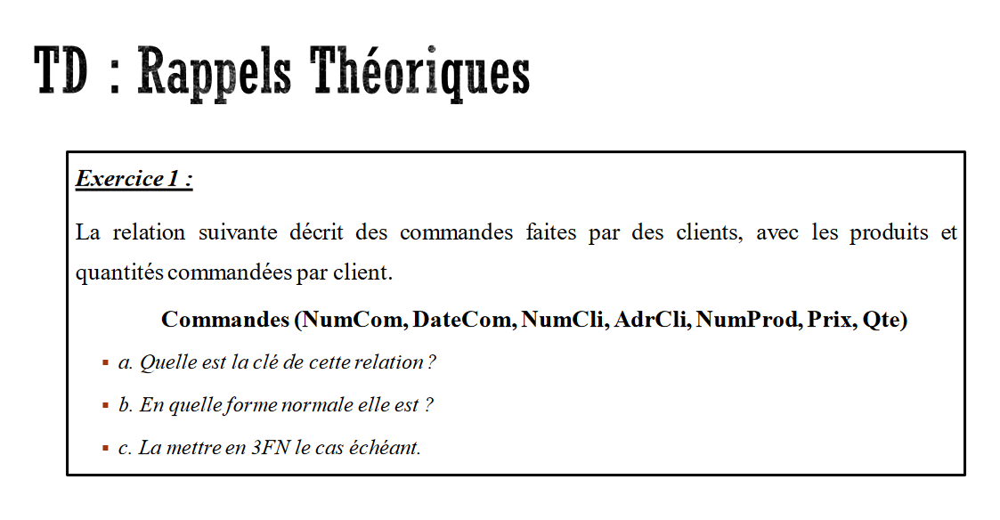 TD : Rappels Théoriques
Exercice 1 :
La relation suivante décrit des commandes faites par des clients, avec les produits et
quantités commandées par client.
Commandes (NumCom, DateCom, NumCli, AdrCli, NumProd, Prix, Qte)
▪ a. Quelle est la clé de cette relation ?
▪ b. En quelle forme normale elle est ?
▪ c. La mettre en 3FN le cas échéant.